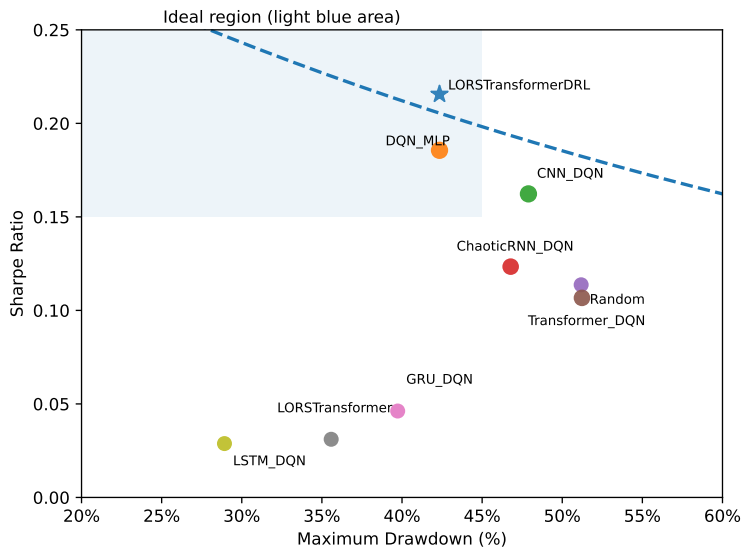 Ideal region (light blue area)
0.25
LORSTransformerDRL
0.20
DQN_MLP
CNN_DQN
0.15
ChaoticRNN_DQN
Sharpe Ratio
Random
0.10
Transformer_DQN
GRU_DQN
LORSTransformer
0.05
LSTM_DQN
0.00
20% 25% 30% 35% 40% 45% 50% 55% 60%
Maximum Drawdown (%)